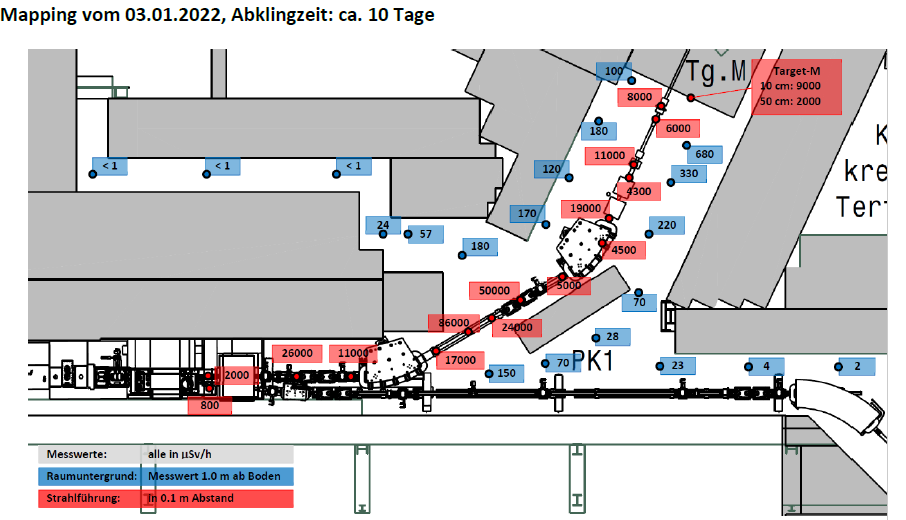 Mapping vom 03.01.2022, Abklingzeit: ca. 10 Tage
100
Tg.M
Target-M
10 cm: 9000
50 cm: 2000
8000
180
6000
680
11000
120
330
4300
< 1
< 1
< 1
19000
170
220
24
57
180
4500
50000
5000
70
86000
24000
28
26000
11000
17000
70
PK1
23
4
2
2000
150
800
K
kre
Ter
Messwerte: alle in µSv/h
Raumuntergrund: Messwert 1.0 m ab Boden
Strahlführung: in 0.1 m Abstand